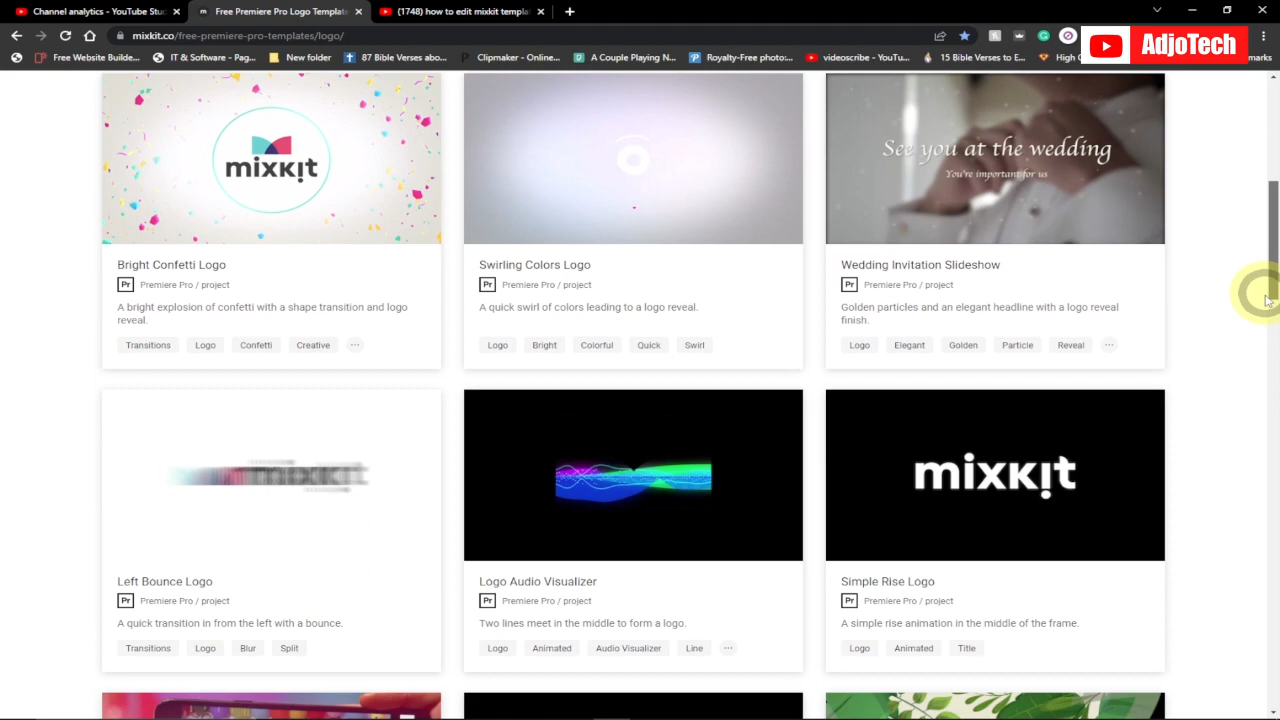 Channel analytics - YouTube Stu
Free Premiere Pro Logo Template
(1748) how to edit mixkit templa
mixkit.co/free-premiere-pro-templates/logo/
AdjoTech
Free Website Builde...
IT & Software - Pag...
New folder
87 Bible Verses abo...
Clipmaker - Online...
A Couple Playing N...
Royalty-Free photo:...
videoscribe - YouTu...
15 Bible Verses to E...
High
marks
mixkit
See you at the wedding
You're important for us
Bright Confetti Logo
Pr Premiere Pro / project
A bright explosion of confetti with a shape transition and logo
reveal.
Transitions Logo Confetti Creative ...
Swirling Colors Logo
Pr Premiere Pro / project
A quick swirl of colors leading to a logo reveal.
Logo Bright Colorful Quick Swirl
Wedding Invitation Slideshow
Pr Premiere Pro / project
Golden particles and an elegant headline with a logo reveal
finish.
Logo Elegant Golden Particle Reveal ...
mixkit
mixkit
Left Bounce Logo
Pr Premiere Pro / project
A quick transition in from the left with a bounce.
Transitions Logo Blur Split
Logo Audio Visualizer
Pr Premiere Pro / project
Two lines meet in the middle to form a logo.
Logo Animated Audio Visualizer Line ...
Simple Rise Logo
Pr Premiere Pro / project
A simple rise animation in the middle of the frame.
Logo Animated Title